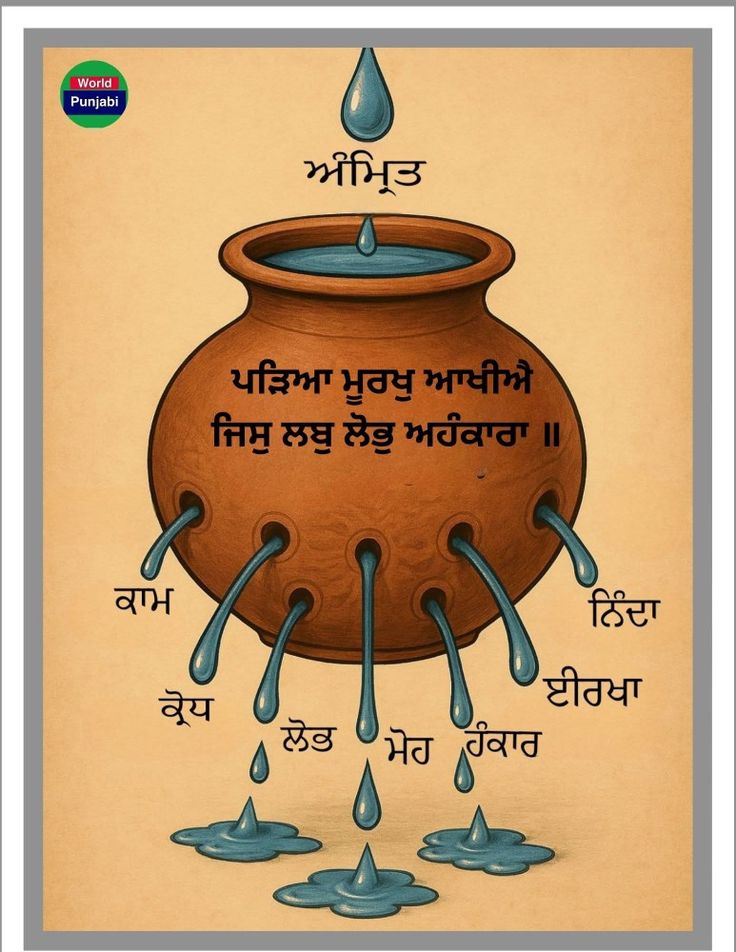 World
Punjabi
ਅੰਮ੍ਰਿਤ
ਪੜਿਆ ਮੂਰਖੁ ਆਖੀਐ
ਜਿਸੁ ਲਬੁ ਲੋਭੁ ਅਹੰਕਾਰਾ ॥
ਕਾਮ
ਨਿੰਦਾ
ਕ੍ਰੋਧ
ਈਰਖਾ
ਲੋਭ
ਮੋਹ
ਹੰਕਾਰ